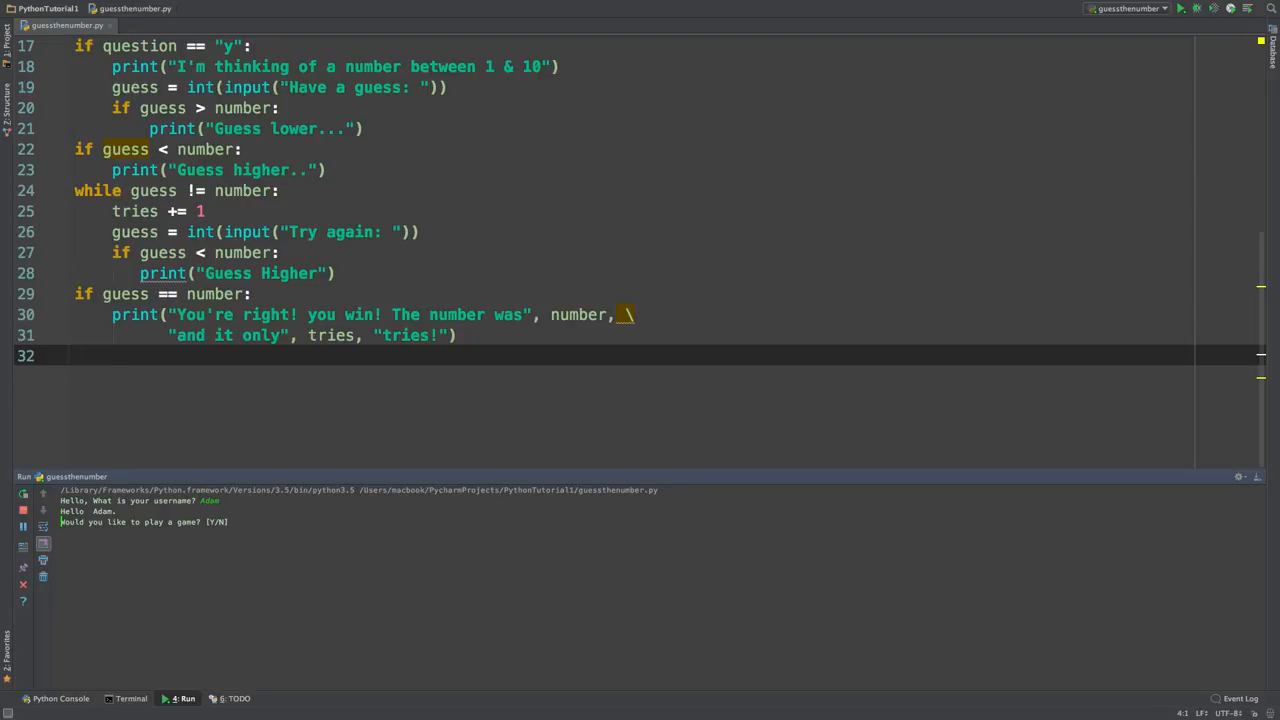 PythonTutorial1 guessthenumber.py guessthenumber
guessthenumber.py
1: Project
Z: Structure
2: Favorites
Database
17 if question == "y":
18 print("I'm thinking of a number between 1 & 10")
19 guess = int(input("Have a guess: "))
20 if guess > number:
21 print("Guess lower...")
22 if guess < number:
23 print("Guess higher..")
24 while guess != number:
25 tries += 1
26 guess = int(input("Try again: "))
27 if guess < number:
28 print("Guess Higher")
29 if guess == number:
30 print("You're right! you win! The number was", number, \
31 "and it only", tries, "tries!")
32
Run guessthenumber
/Library/Frameworks/Python.framework/Versions/3.5/bin/python3.5 /Users/macbook/PycharmProjects/PythonTutorial1/guessthenumber.py
Hello, What is your username? Adam
Hello  Adam.
Would you like to play a game? [Y/N]
Python Console Terminal 4: Run 6: TODO Event Log
4:1 LF÷ UTF-8÷